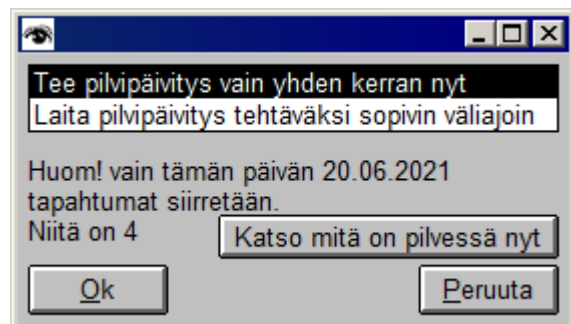 Tee pilvipäivitys vain yhden kerran nyt
Laita pilvipäivitys tehtäväksi sopivin väliajoin
Huom! vain tämän päivän 20.06.2021
tapahtumat siirretään.
Niitä on 4
Katso mitä on pilvessä nyt
Ok
Peruuta